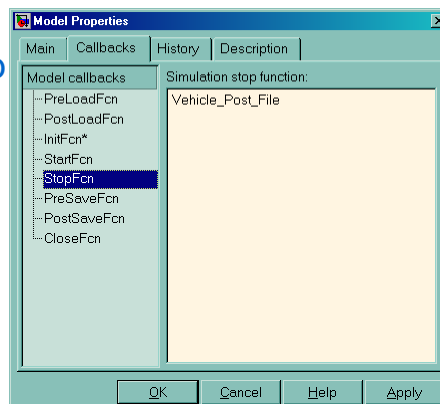 Model Properties
Main Callbacks History Description
Model callbacks
PreLoadFcn
PostLoadFcn
InitFcn*
StartFcn
StopFcn
PreSaveFcn
PostSaveFcn
CloseFcn
Simulation stop function:
Vehicle_Post_File
OK Cancel Help Apply